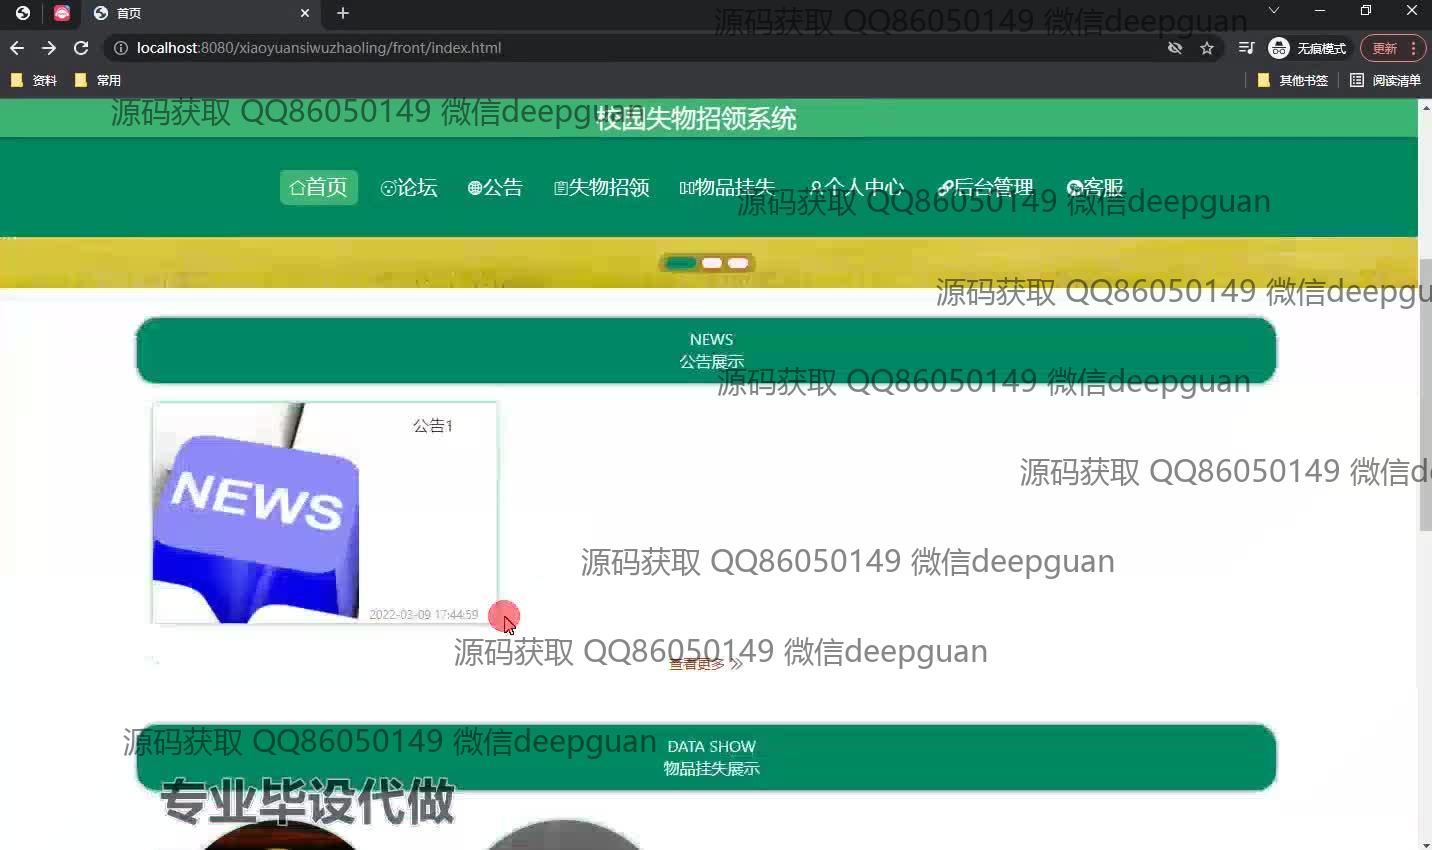 首页
localhost:8080/xiaoyuansiwuzhaoling/front/index.html
无痕模式
更新
资料
常用
其他书签
阅读清单
源码获取 QQ86050149 微信deepguan
源码获取 QQ86050149 微信deepguan
校园失物招领系统
首页
论坛
公告
失物招领
物品挂失
个人中心
后台管理
客服
源码获取 QQ86050149 微信deepguan
源码获取 QQ86050149 微信deepgu
NEWS
公告展示
源码获取 QQ86050149 微信deepguan
公告1
NEWS
源码获取 QQ86050149 微信de
源码获取 QQ86050149 微信deepguan
2022-03-09 17:44:59
源码获取 QQ86050149 微信deepguan
查看更多
源码获取 QQ86050149 微信deepguan
DATA SHOW
物品挂失展示
专业毕设代做